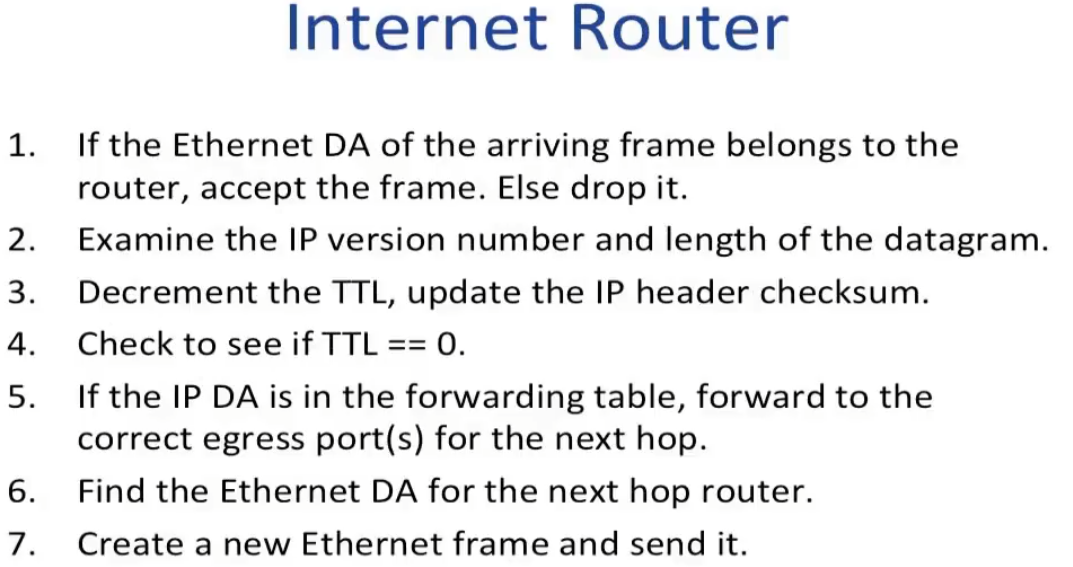 Internet Router
1. If the Ethernet DA of the arriving frame belongs to the
router, accept the frame. Else drop it.
2. Examine the IP version number and length of the datagram.
3. Decrement the TTL, update the IP header checksum.
4. Check to see if TTL == 0.
5. If the IP DA is in the forwarding table, forward to the
correct egress port(s) for the next hop.
6. Find the Ethernet DA for the next hop router.
7. Create a new Ethernet frame and send it.